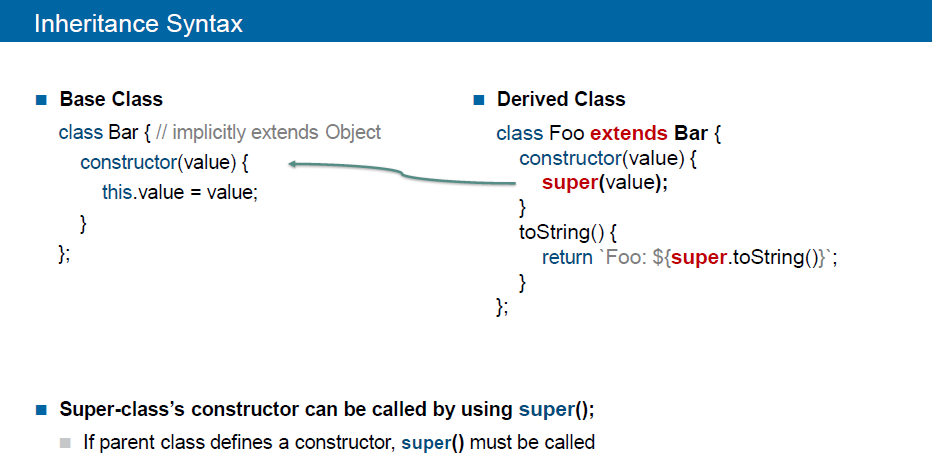 Inheritance Syntax
Base Class
class Bar { // implicitly extends Object
constructor(value) {
this.value = value;
}
};
Derived Class
class Foo extends Bar {
constructor(value) {
super(value);
}
toString() {
return `Foo: ${super.toString()}`;
}
};
Super-class’s constructor can be called by using super();
If parent class defines a constructor, super() must be called